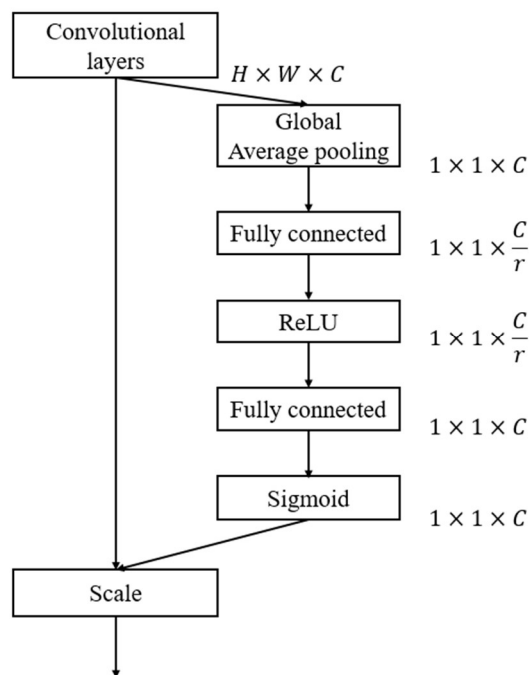 Convolutional
layers
H × W × C
Global
Average pooling
1 × 1 × C
Fully connected
1 × 1 × C/r
ReLU
1 × 1 × C/r
Fully connected
1 × 1 × C
Sigmoid
1 × 1 × C
Scale